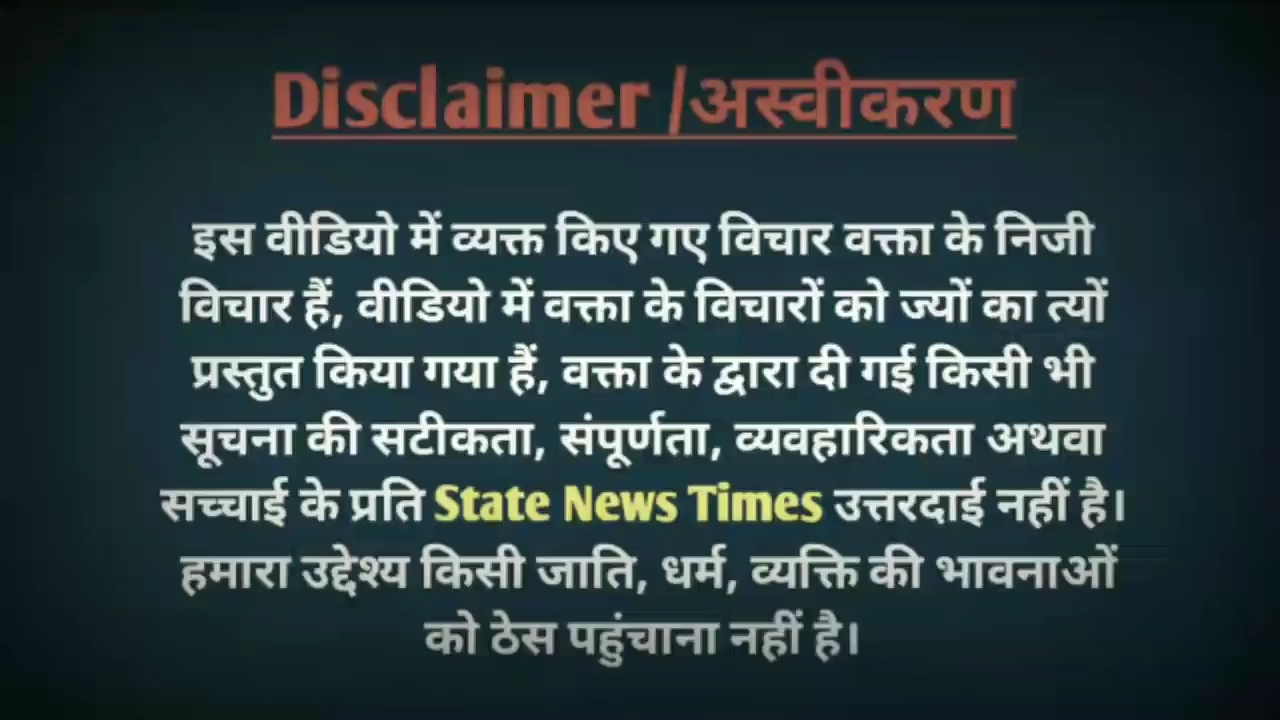 Disclaimer /अस्वीकरण
इस वीडियो में व्यक्त किए गए विचार वक्ता के निजी
विचार हैं, वीडियो में वक्ता के विचारों को ज्यों का त्यों
प्रस्तुत किया गया हैं, वक्ता के द्वारा दी गई किसी भी
सूचना की सटीकता, संपूर्णता, व्यवहारिकता अथवा
सच्चाई के प्रति State News Times उत्तरदाई नहीं है।
हमारा उद्देश्य किसी जाति, धर्म, व्यक्ति की भावनाओं
को ठेस पहुंचाना नहीं है।